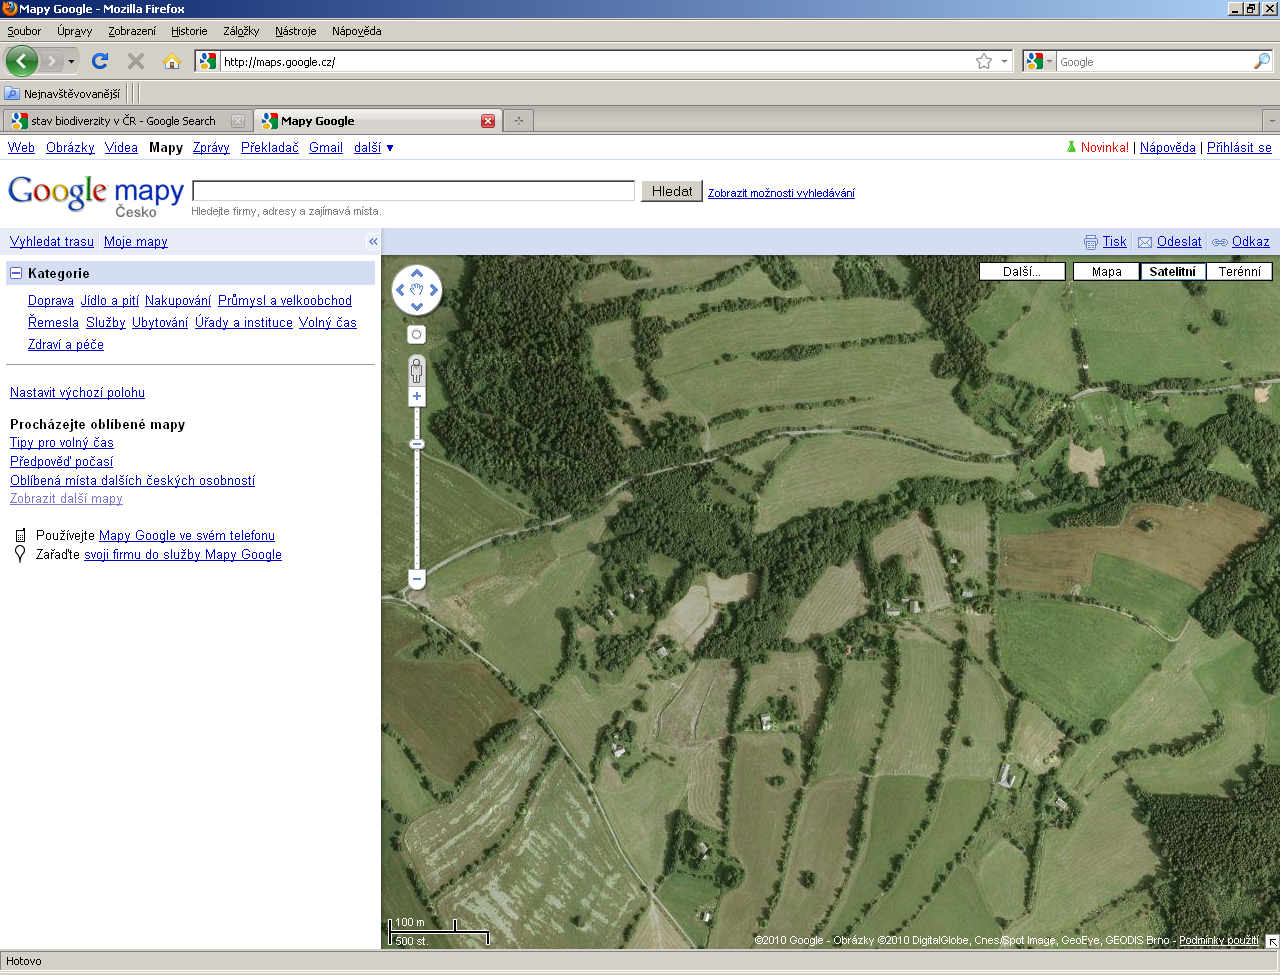 Mapy Google - Mozilla Firefox
Soubor Úpravy Zobrazení Historie Záložky Nástroje Nápověda
http://maps.google.cz/ Google
Nejnavštěvovanější
stav biodiverzity v ČR - Google Search Mapy Google
Web Obrázky Videa Mapy Zprávy Překladač Gmail další ▼ Novinka! | Nápověda | Přihlásit se
Google mapy Hledat Zobrazit možnosti vyhledávání
Česko Hledejte firmy, adresy a zajímavá místa.
Vyhledat trasu Moje mapy « Tisk Odeslat Odkaz
Kategorie Další... Mapa Satelitní Terénní
Doprava Jídlo a pití Nakupování Průmysl a velkoobchod
Řemesla Služby Ubytování Úřady a instituce Volný čas
Zdraví a péče
Nastavit výchozí polohu
Procházejte oblíbené mapy
Tipy pro volný čas
Předpověď počasí
Oblíbená místa dalších českých osobností
Zobrazit další mapy
Používejte Mapy Google ve svém telefonu
Zařaďte svoji firmu do služby Mapy Google
100 m
500 st.
©2010 Google - Obrázky ©2010 DigitalGlobe, Cnes/Spot Image, GeoEye, GEODIS Brno - Podmínky použití
Hotovo